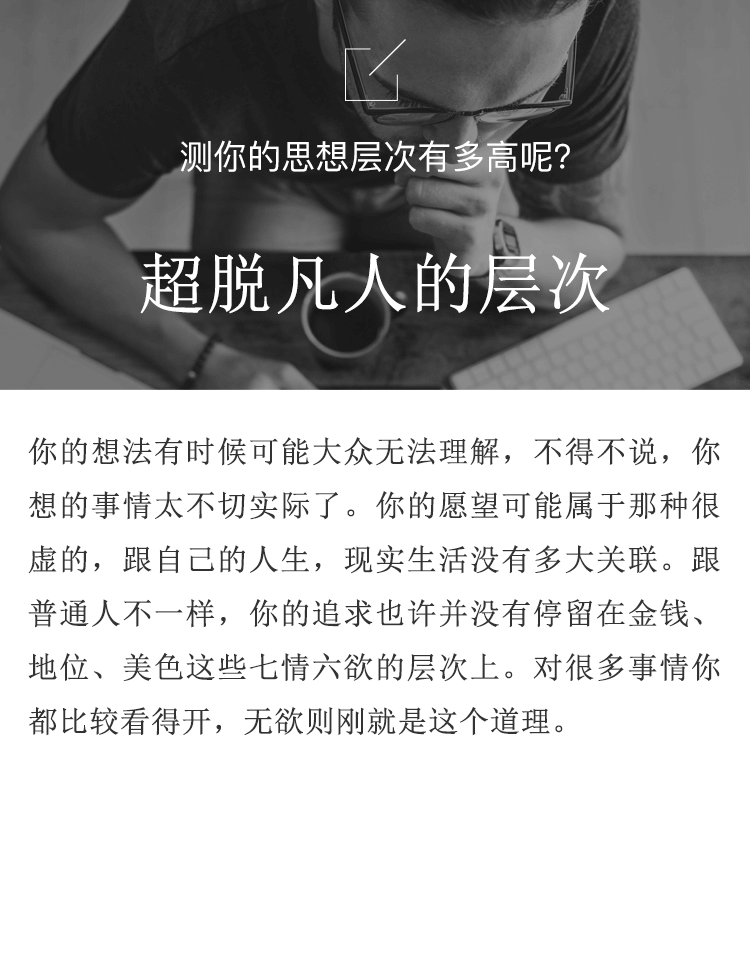 测你的思想层次有多高呢?
超脱凡人的层次
你的想法有时候可能大众无法理解，不得不说，你
想的事情太不切实际了。你的愿望可能属于那种很
虚的，跟自己的人生，现实生活没有多大关联。跟
普通人不一样，你的追求也许并没有停留在金钱、
地位、美色这些七情六欲的层次上。对很多事情你
都比较看得开，无欲则刚就是这个道理。